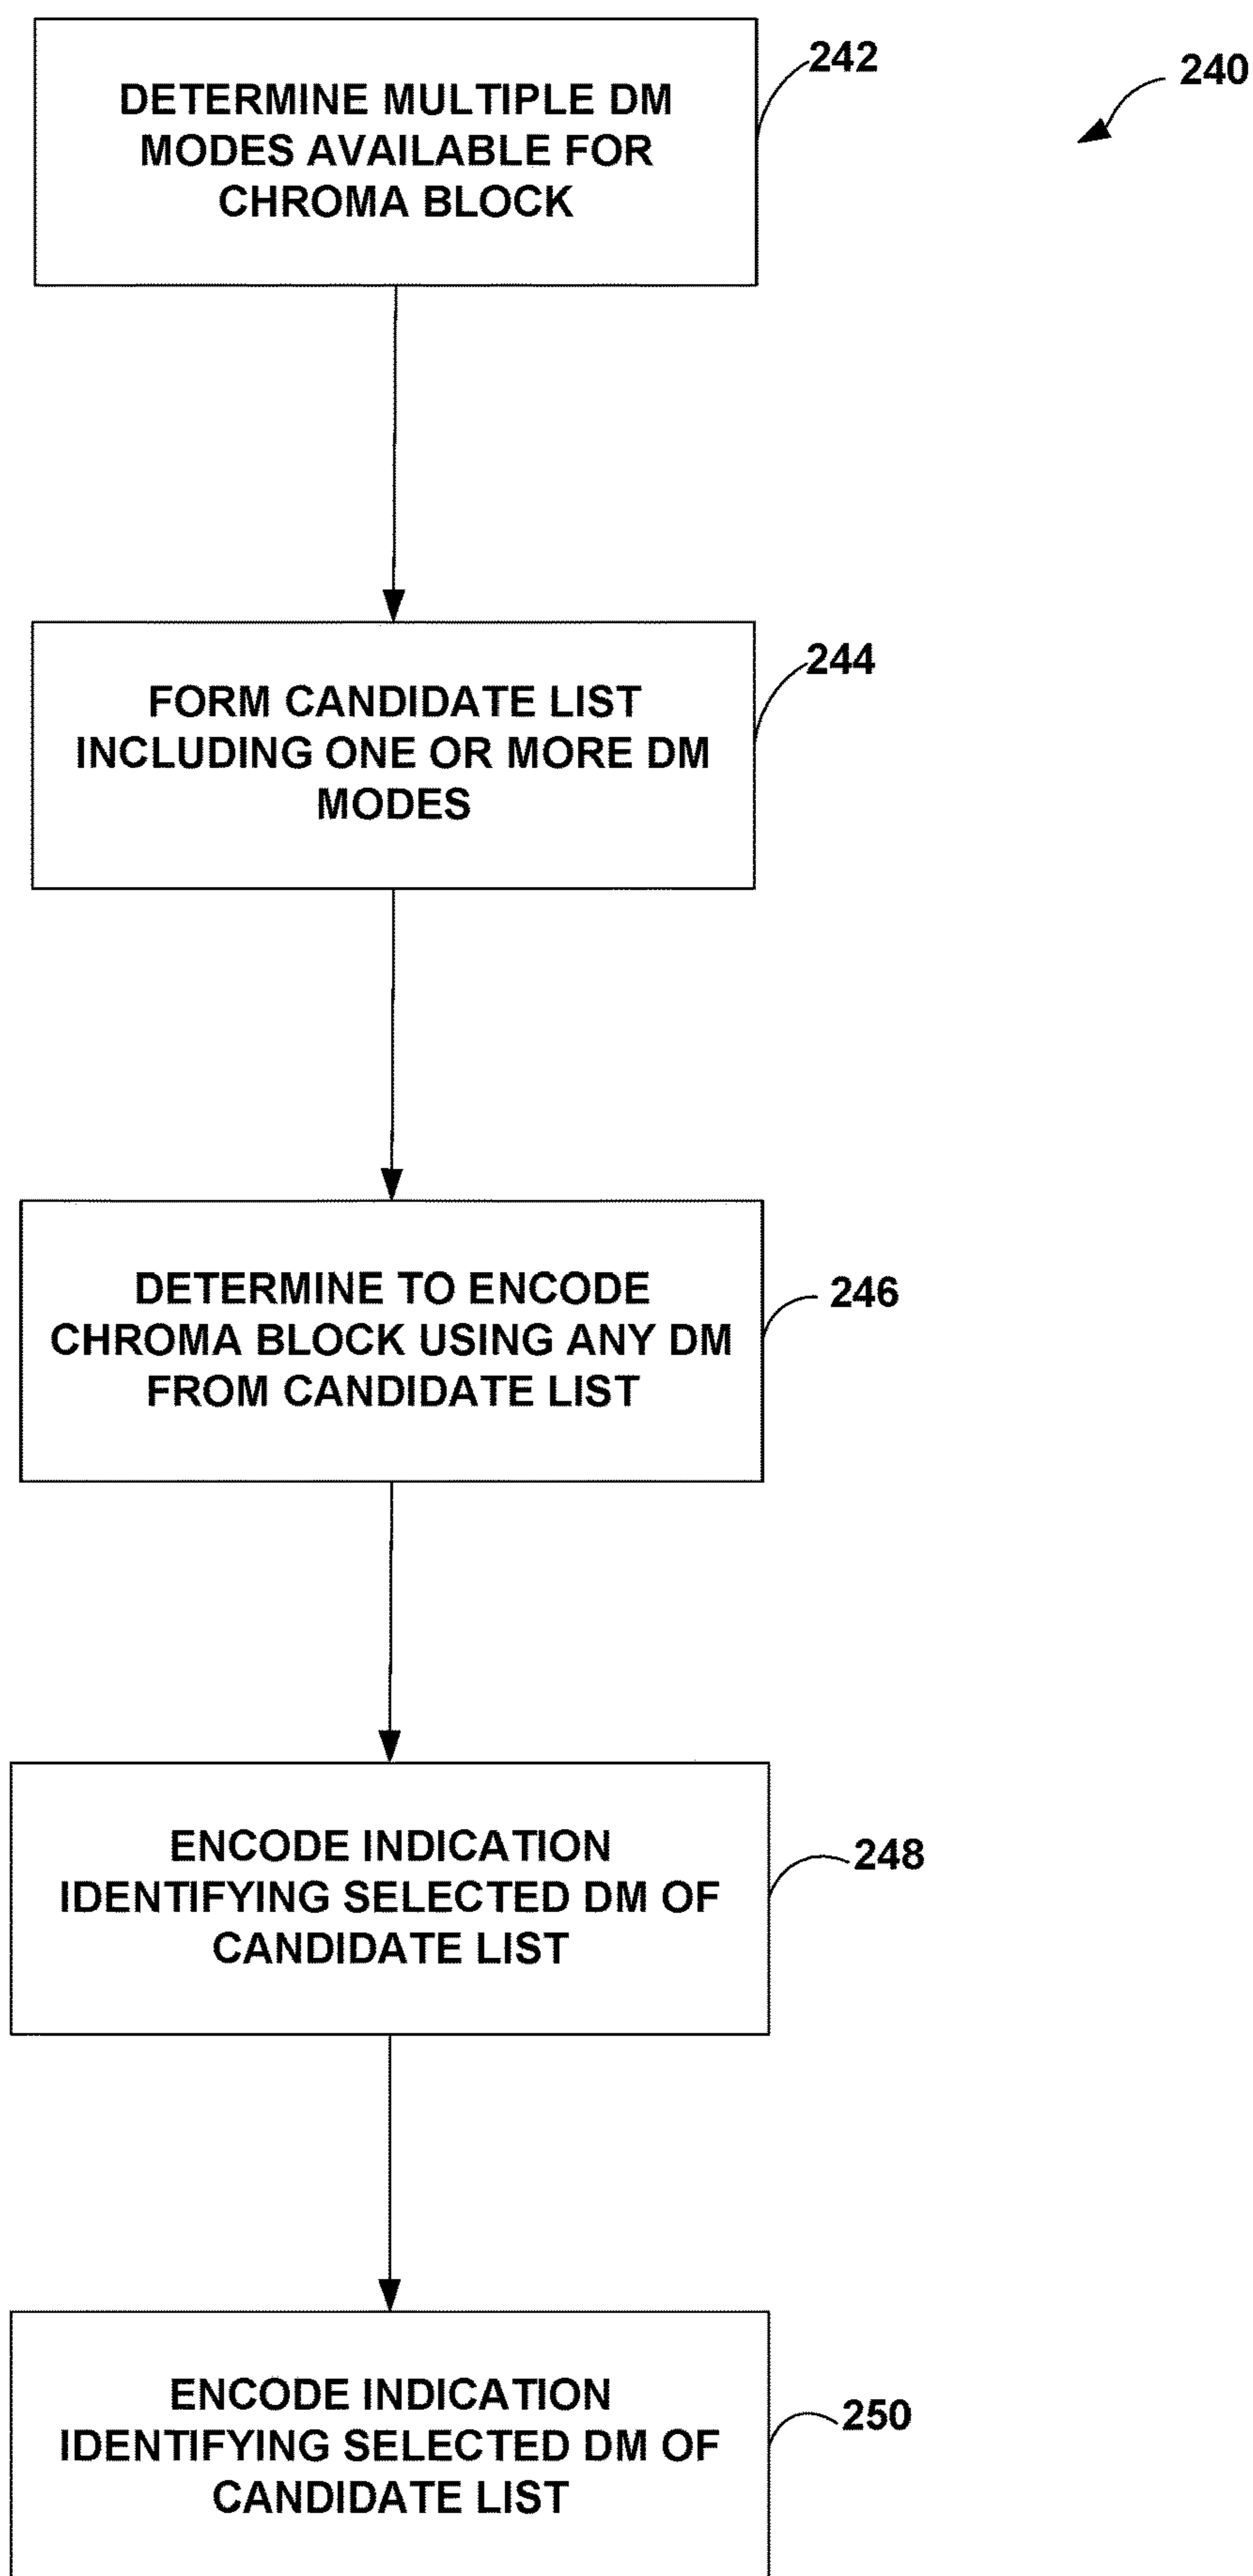 DETERMINE MULTIPLE DM
MODES AVAILABLE FOR
CHROMA BLOCK
242
240
FORM CANDIDATE LIST
INCLUDING ONE OR MORE DM
MODES
244
DETERMINE TO ENCODE
CHROMA BLOCK USING ANY DM
FROM CANDIDATE LIST
246
ENCODE INDICATION
IDENTIFYING SELECTED DM OF
CANDIDATE LIST
248
ENCODE INDICATION
IDENTIFYING SELECTED DM OF
CANDIDATE LIST
250